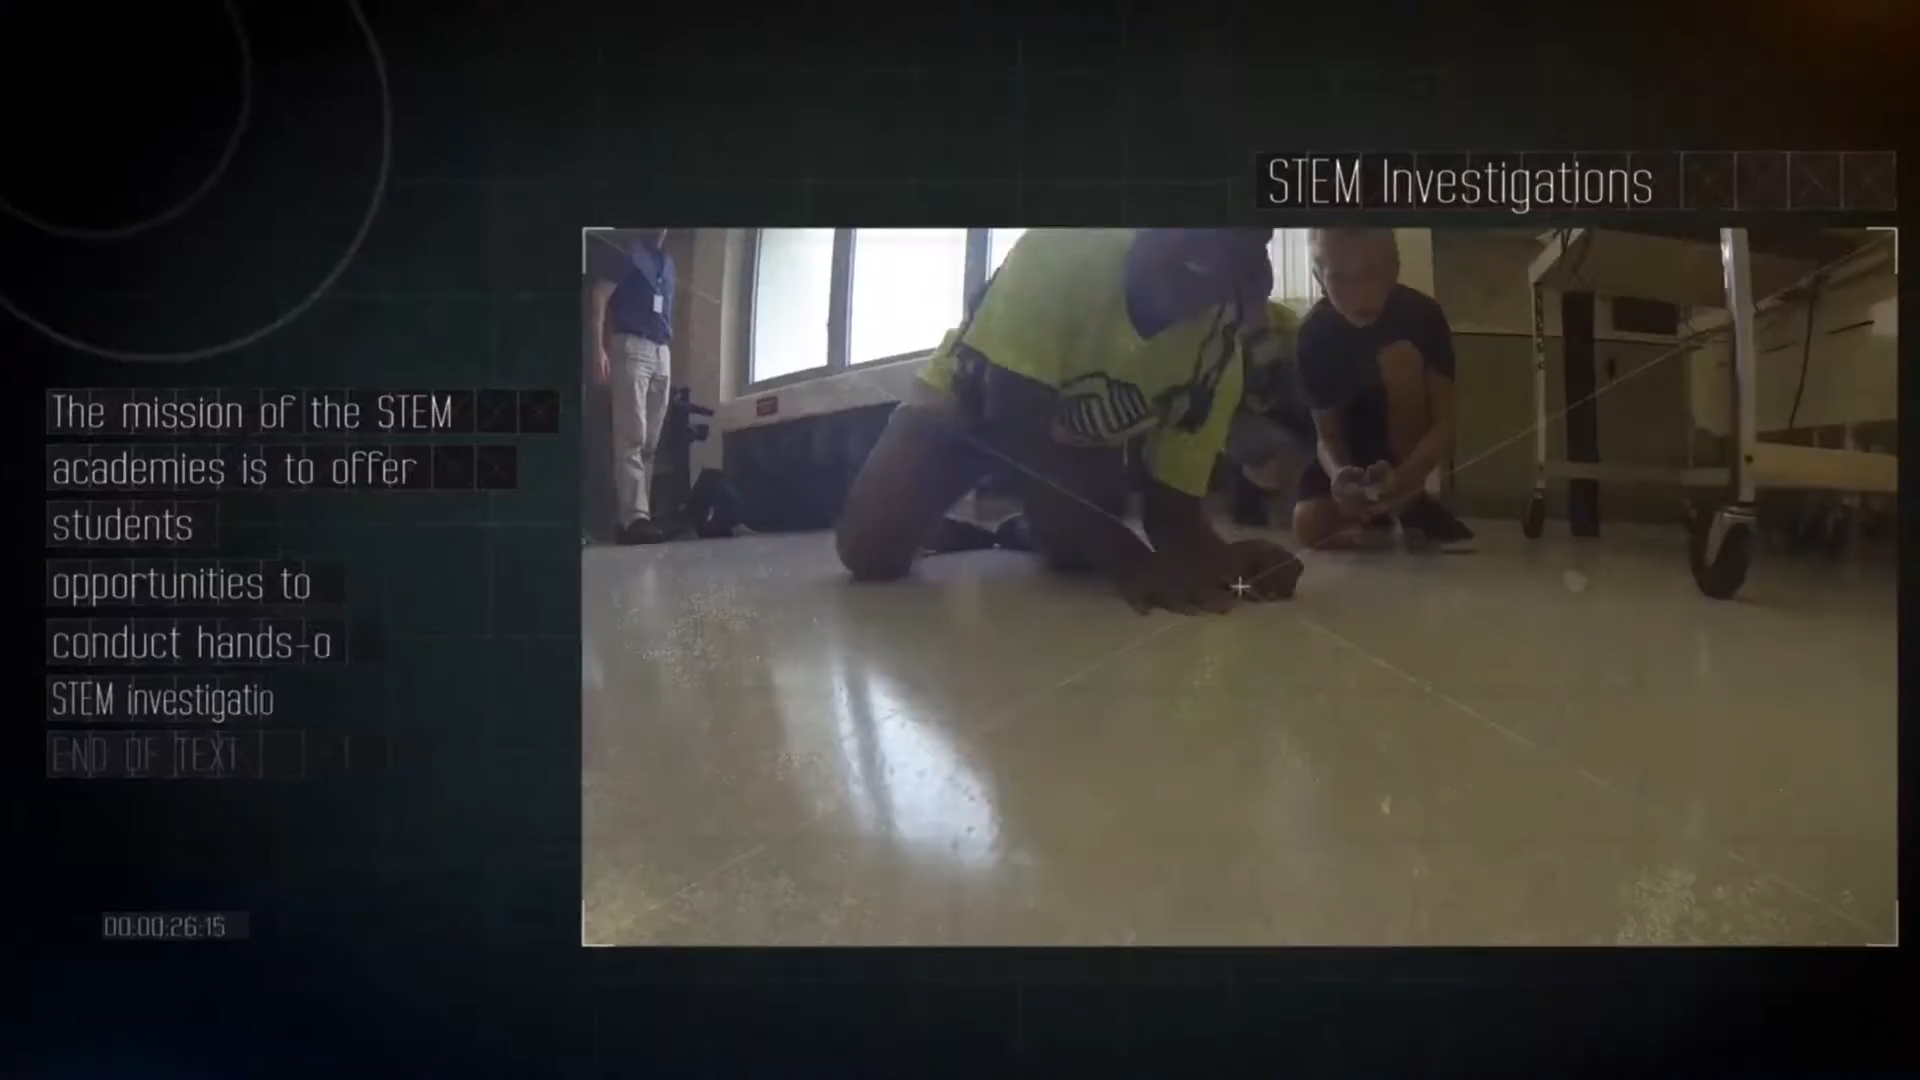 STEM Investigations
The mission of the STEM
academies is to offer
students
opportunities to
conduct hands-o
STEM investigatio
END OF TEXT
00:00:26:15